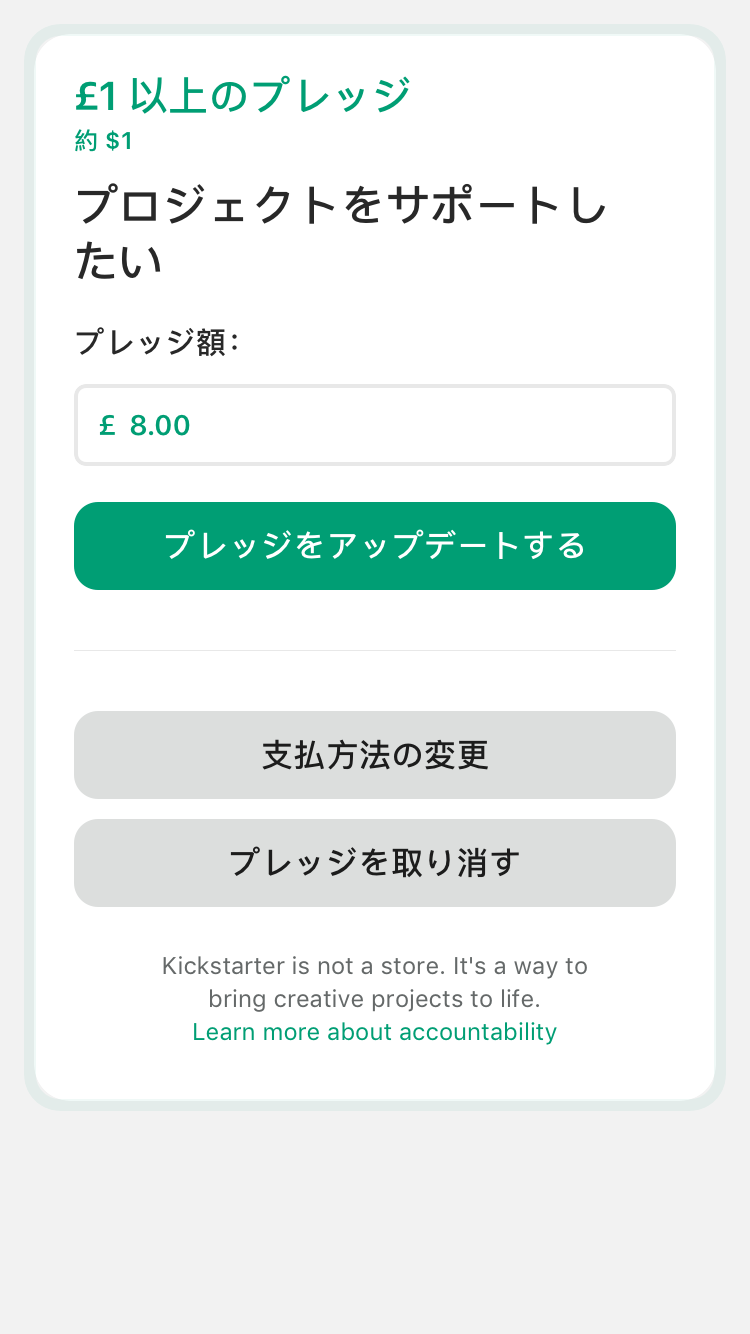 £1 以上のプレッジ
約 $1
プロジェクトをサポートし
たい
プレッジ額：
£ 8.00
プレッジをアップデートする
支払方法の変更
プレッジを取り消す
Kickstarter is not a store. It's a way to
bring creative projects to life.
Learn more about accountability